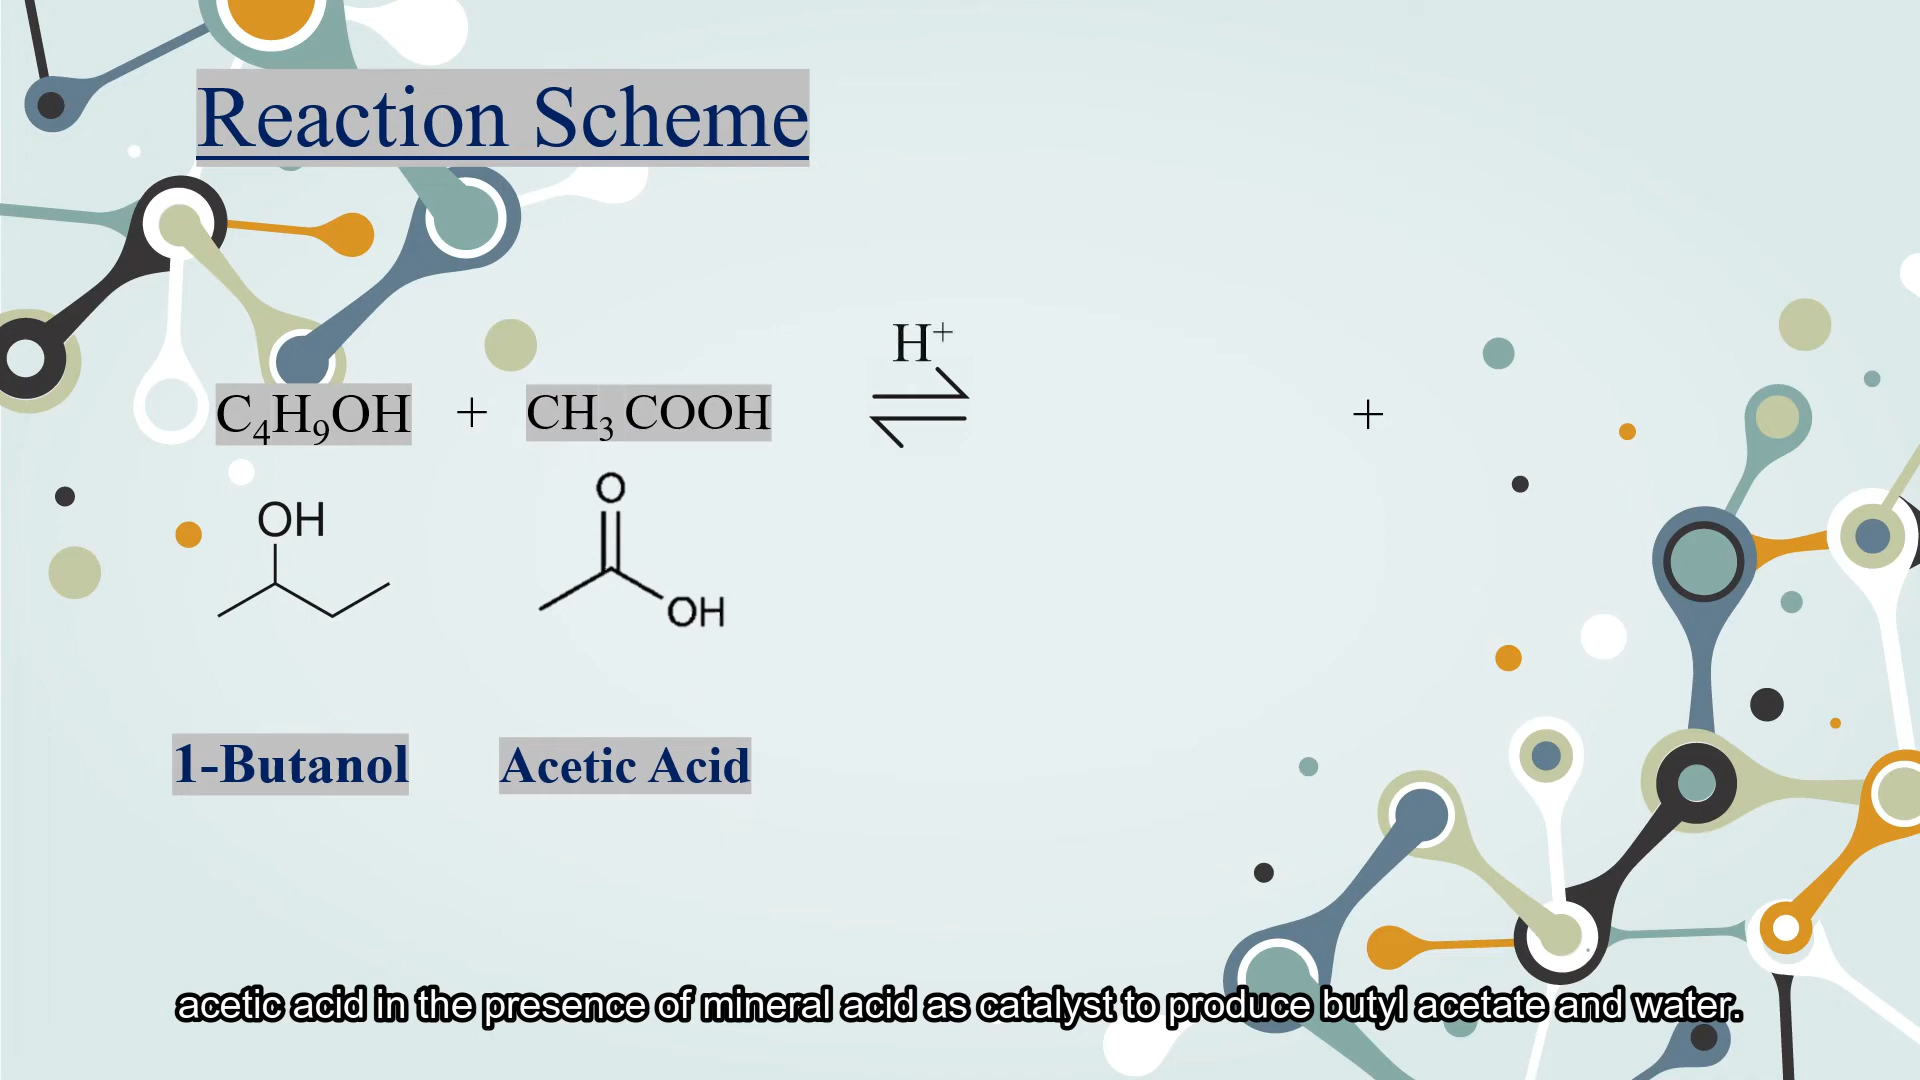 Reaction Scheme
H⁺
C₄H₉OH + CH₃ COOH ⇌ +
O
OH
OH
1-Butanol Acetic Acid
acetic acid in the presence of mineral acid as catalyst to produce butyl acetate and water.